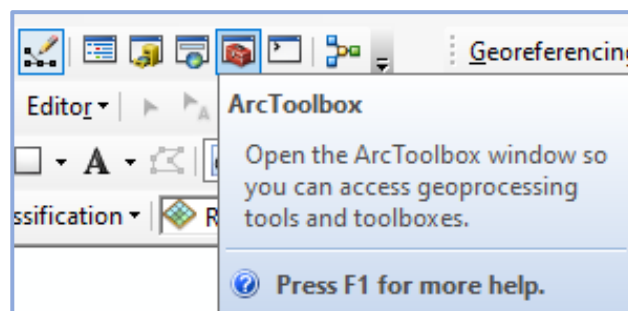 Georeferencing
Editor
ArcToolbox
Open the ArcToolbox window so
you can access geoprocessing
tools and toolboxes.
A
ssification
R
Press F1 for more help.